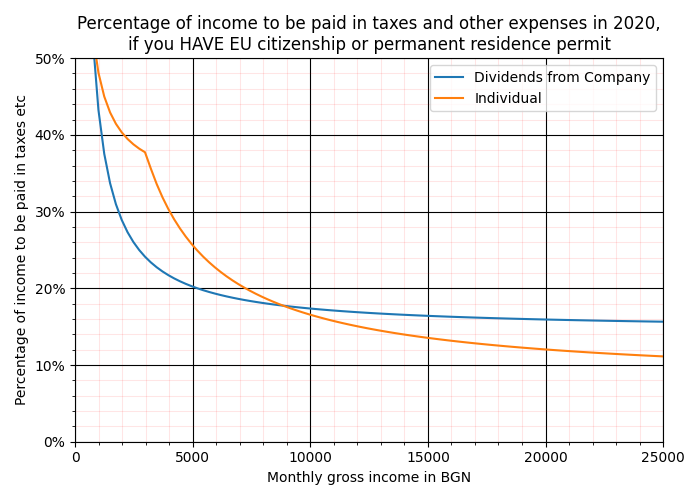 Percentage of income to be paid in taxes and other expenses in 2020,
if you HAVE EU citizenship or permanent residence permit
Dividends from Company
Individual
Percentage of income to be paid in taxes etc
50%
40%
30%
20%
10%
0%
0 5000 10000 15000 20000 25000
Monthly gross income in BGN